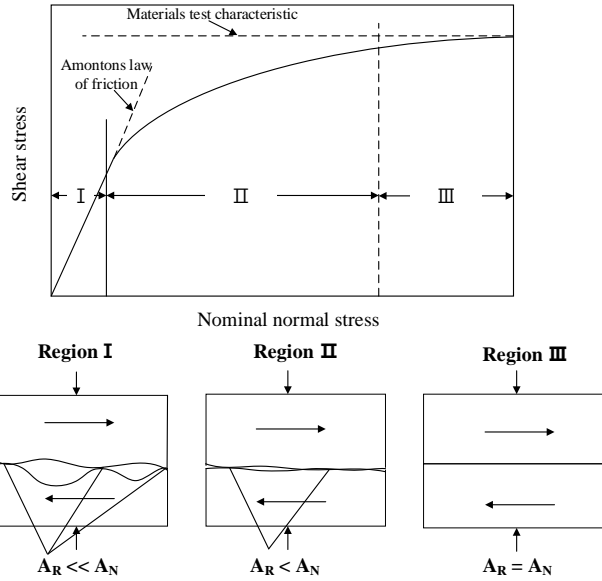 Materials test characteristic
Amontons law
of friction
Shear stress
Ⅰ
Ⅱ
Ⅲ
Nominal normal stress
Region Ⅰ
Region Ⅱ
Region Ⅲ
A_R << A_N
A_R < A_N
A_R = A_N